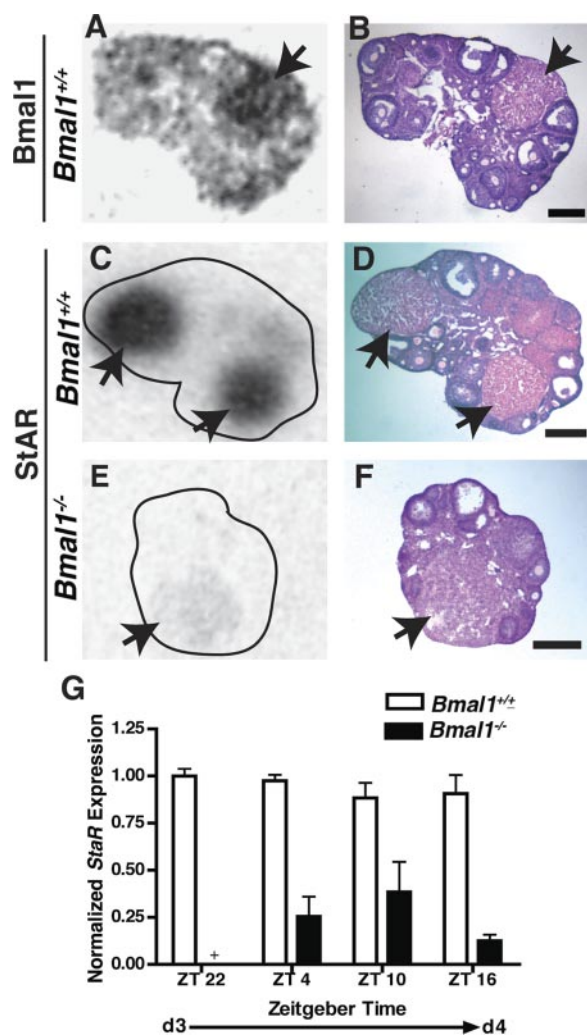 A
B
Bmal1
Bmal1+/+
C
D
StAR
Bmal1+/+
E
F
Bmal1-/-
G
Bmal1+/±
Bmal1-/-
Normalized StaR Expression
1.25
1.00
0.75
0.50
0.25
0.00
+
ZT 22 ZT 4 ZT 10 ZT 16
Zeitgeber Time
d3 d4